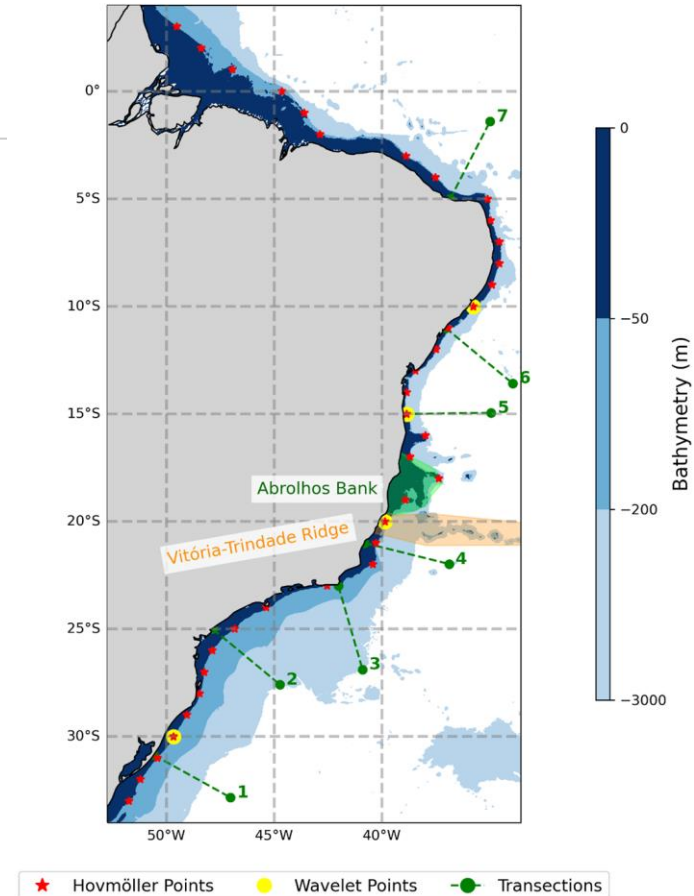 0°
5°S
10°S
15°S
20°S
25°S
30°S
50°W
45°W
40°W
7
6
5
4
3
2
1
Abrolhos Bank
Vitória-Trindade Ridge
0
−50
−200
−3000
Bathymetry (m)
Hovmöller Points
Wavelet Points
Transections